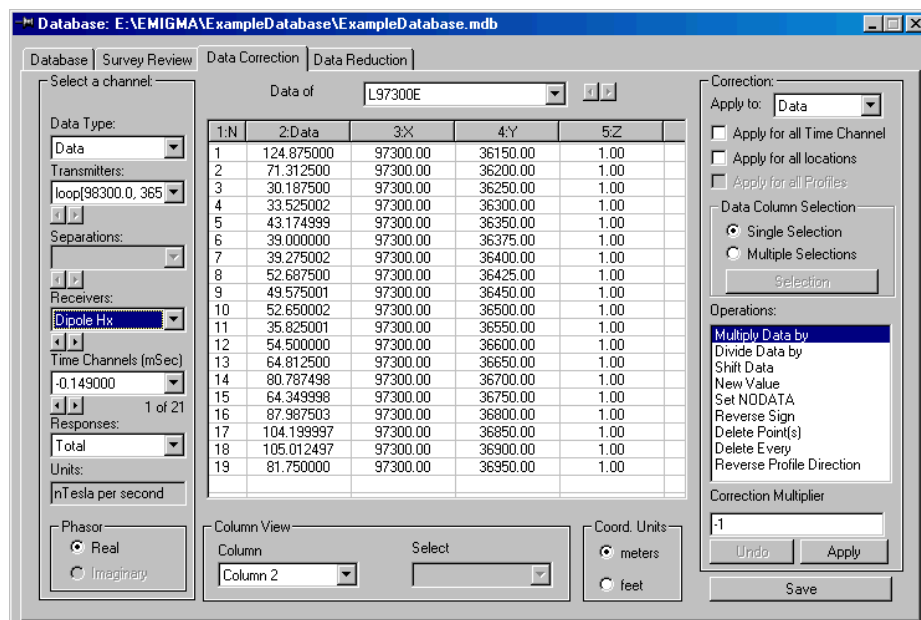 Database: E:\EMIGMA\ExampleDatabase\ExampleDatabase.mdb
Database Survey Review Data Correction Data Reduction
Select a channel:
Data Type:
Data
Transmitters:
loop[98300.0, 365
Separations:
Receivers:
Dipole Hx
Time Channels (mSec)
-0.149000
1 of 21
Responses:
Total
Units:
nTesla per second
Phasor
Real
Imaginary
Data of L97300E
1:N 2:Data 3:X 4:Y 5:Z
1 124.875000 97300.00 36150.00 1.00
2 71.312500 97300.00 36200.00 1.00
3 30.187500 97300.00 36250.00 1.00
4 33.525002 97300.00 36300.00 1.00
5 43.174999 97300.00 36350.00 1.00
6 39.000000 97300.00 36375.00 1.00
7 39.275002 97300.00 36400.00 1.00
8 52.687500 97300.00 36425.00 1.00
9 49.575001 97300.00 36450.00 1.00
10 52.650002 97300.00 36500.00 1.00
11 35.825001 97300.00 36550.00 1.00
12 54.500000 97300.00 36600.00 1.00
13 64.812500 97300.00 36650.00 1.00
14 80.787498 97300.00 36700.00 1.00
15 64.349998 97300.00 36750.00 1.00
16 87.987503 97300.00 36800.00 1.00
17 104.199997 97300.00 36850.00 1.00
18 105.012497 97300.00 36900.00 1.00
19 81.750000 97300.00 36950.00 1.00
Column View
Column Select
Column 2
Coord. Units
meters
feet
Correction:
Apply to: Data
Apply for all Time Channel
Apply for all locations
Apply for all Profiles
Data Column Selection
Single Selection
Multiple Selections
Selection
Operations:
Multiply Data by
Divide Data by
Shift Data
New Value
Set NODATA
Reverse Sign
Delete Point(s)
Delete Every
Reverse Profile Direction
Correction Multiplier
-1
Undo Apply
Save